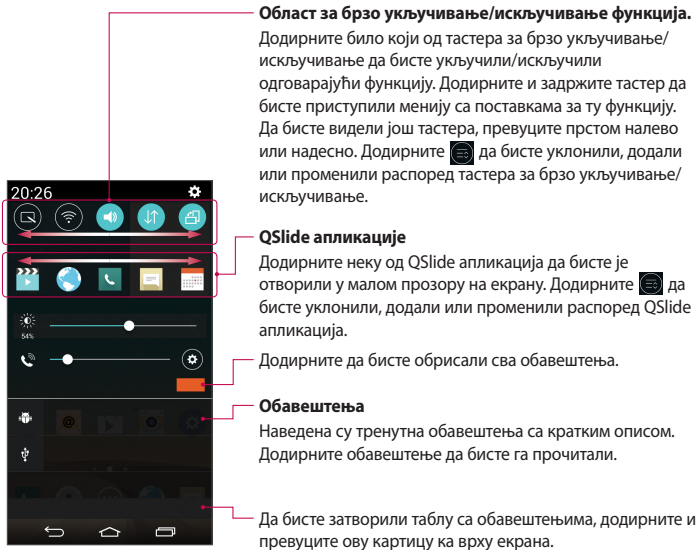 Област за брзо укључивање/искључивање функција.
Додирните било који од тастера за брзо укључивање/
искључивање да бисте укључили/искључили
одговарајући функцију. Додирните и задржите тастер да
бисте приступили менију са поставкама за ту функцију.
Да бисте видели још тастера, превуците прстом налево
или надесно. Додирните да бисте уклонили, додали
или променили распоред тастера за брзо укључивање/
искључивање.
20:26
QSlide апликације
Додирните неку од QSlide апликација да бисте је
отворили у малом прозору на екрану. Додирните да
бисте уклонили, додали или променили распоред QSlide
апликација.
54%
Додирните да бисте обрисали сва обавештења.
Обавештења
Наведена су тренутна обавештења са кратким описом.
Додирните обавештење да бисте га прочитали.
Да бисте затворили таблу са обавештењима, додирните и
превуците ову картицу ка врху екрана.